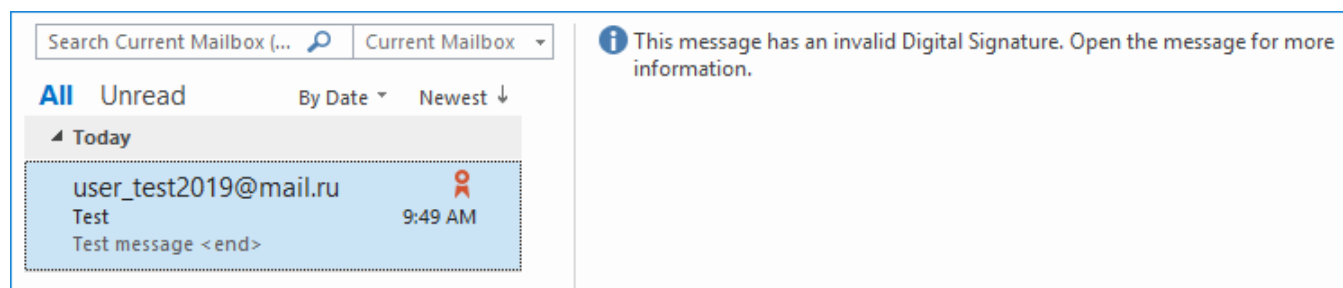 Search Current Mailbox (... Current Mailbox
All Unread By Date Newest
Today
user_test2019@mail.ru
Test 9:49 AM
Test message <end>
This message has an invalid Digital Signature. Open the message for more
information.